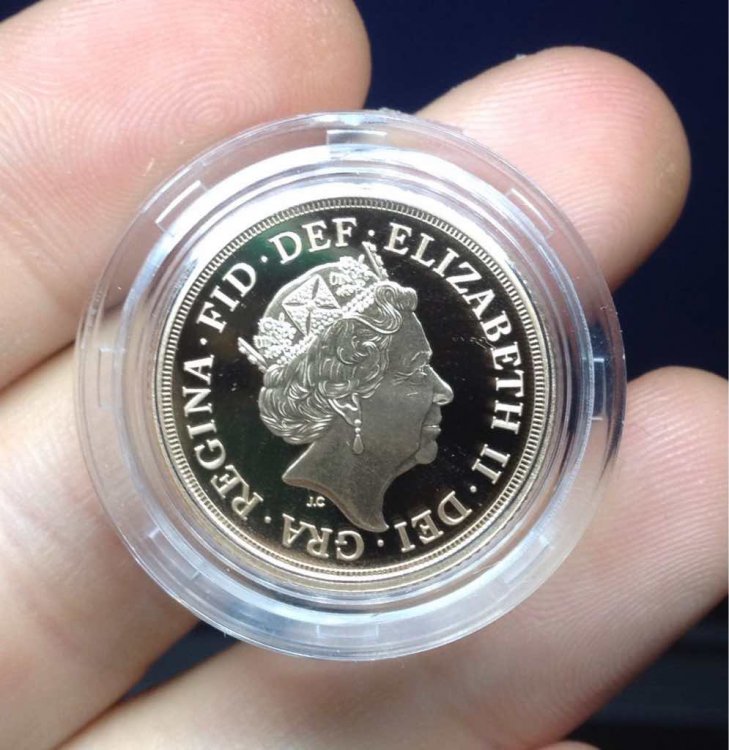 ELIZABETH II · DEI · GRA · REGINA · FID · DEF ·
J.C